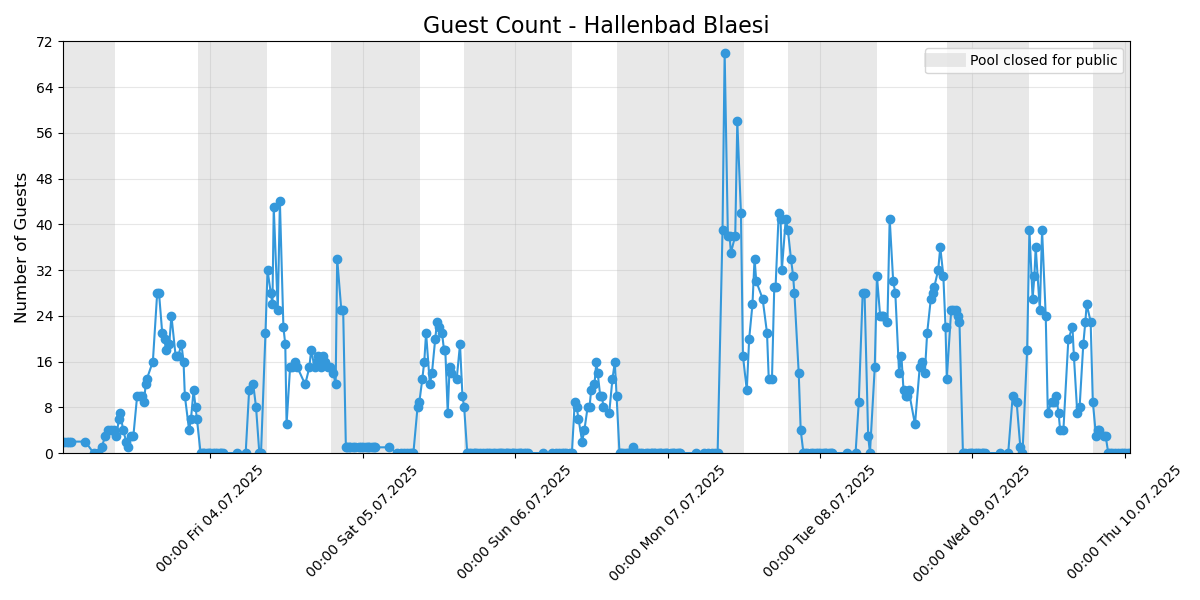 Guest Count - Hallenbad Blaesi
Pool closed for public
Number of Guests
72
64
56
48
40
32
24
16
8
0
00:00 Fri 04.07.2025
00:00 Sat 05.07.2025
00:00 Sun 06.07.2025
00:00 Mon 07.07.2025
00:00 Tue 08.07.2025
00:00 Wed 09.07.2025
00:00 Thu 10.07.2025